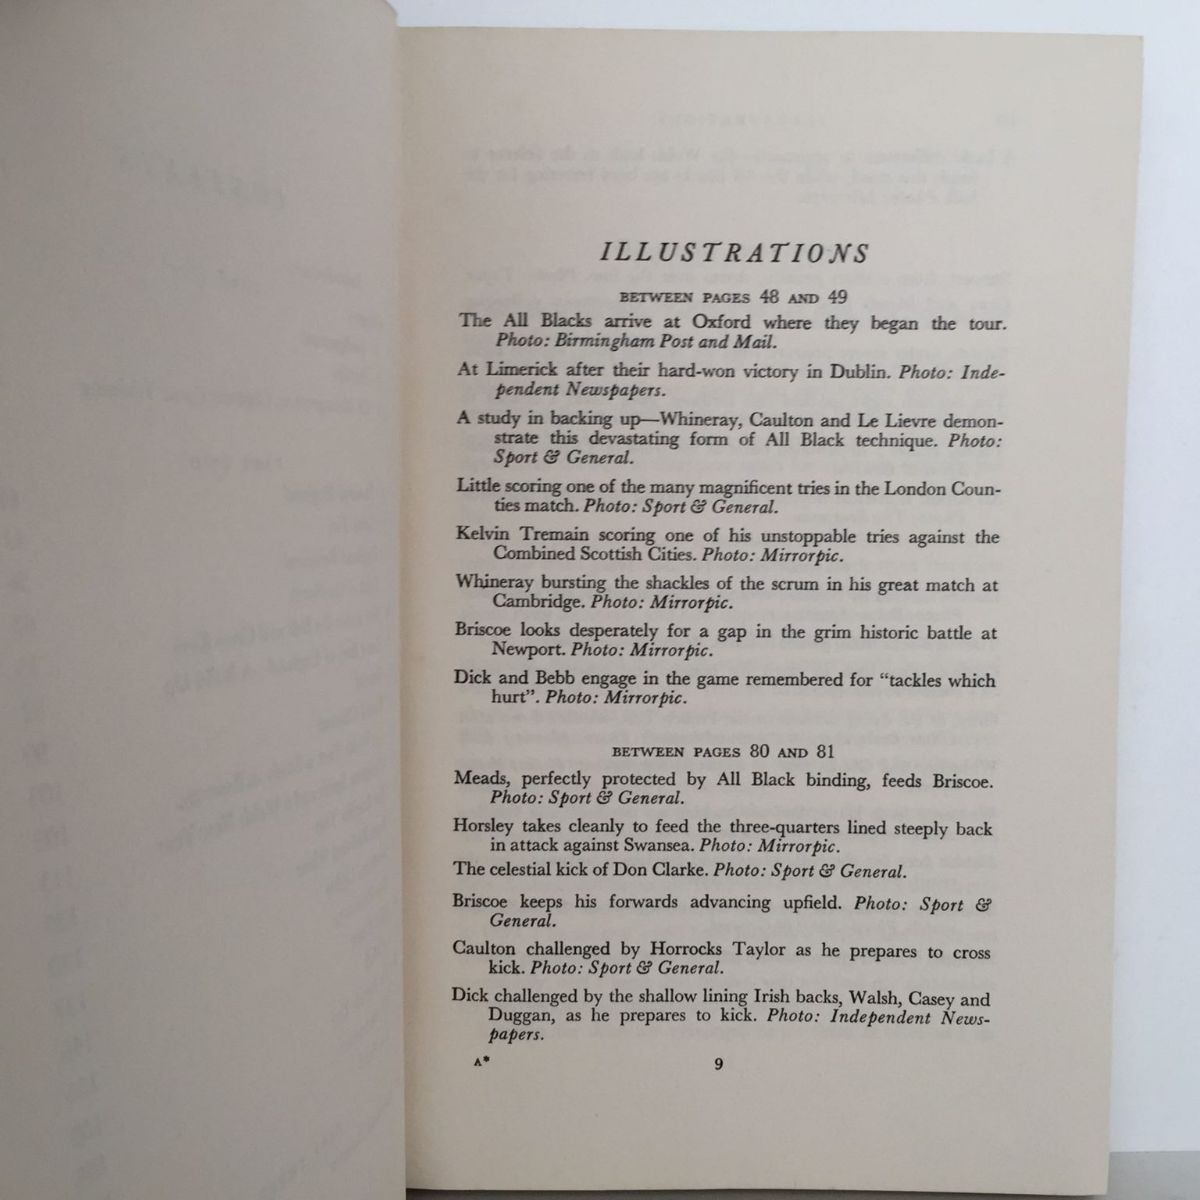 ILLUSTRATIONS
BETWEEN PAGES 48 AND 49
The All Blacks arrive at Oxford where they began the tour.
Photo: Birmingham Post and Mail.
At Limerick after their hard-won victory in Dublin. Photo: Inde-
pendent Newspapers.
A study in backing up—Whineray, Caulton and Le Lievre demon-
strate this devastating form of All Black technique. Photo:
Sport & General.
Little scoring one of the many magnificent tries in the London Coun-
ties match. Photo: Sport & General.
Kelvin Tremain scoring one of his unstoppable tries against the
Combined Scottish Cities. Photo: Mirrorpic.
Whineray bursting the shackles of the scrum in his great match at
Cambridge. Photo: Mirrorpic.
Briscoe looks desperately for a gap in the grim historic battle at
Newport. Photo: Mirrorpic.
Dick and Bebb engage in the game remembered for “tackles which
hurt”. Photo: Mirrorpic.
BETWEEN PAGES 80 AND 81
Meads, perfectly protected by All Black binding, feeds Briscoe.
Photo: Sport & General.
Horsley takes cleanly to feed the three-quarters lined steeply back
in attack against Swansea. Photo: Mirrorpic.
The celestial kick of Don Clarke. Photo: Sport & General.
Briscoe keeps his forwards advancing upfield. Photo: Sport &
General.
Caulton challenged by Horrocks Taylor as he prepares to cross
kick. Photo: Sport & General.
Dick challenged by the shallow lining Irish backs, Walsh, Casey and
Duggan, as he prepares to kick. Photo: Independent News-
papers.
A* 9